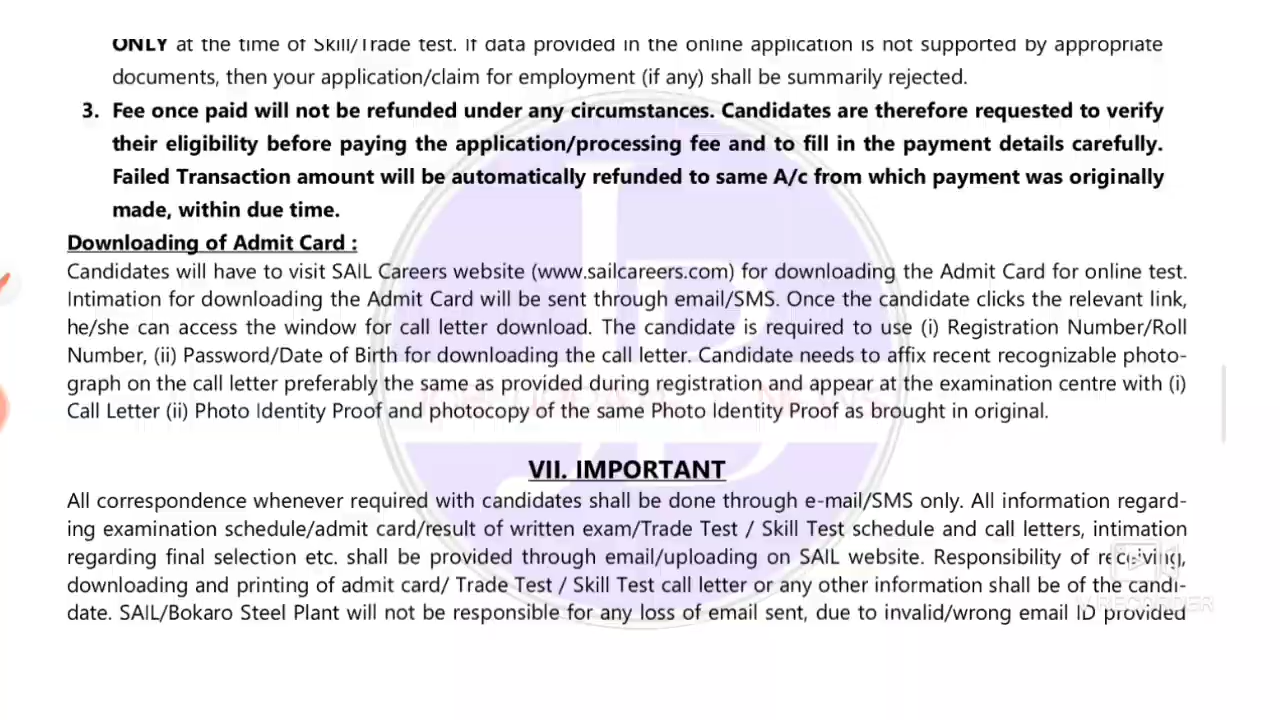 ONLY at the time of Skill/Trade test. If data provided in the online application is not supported by appropriate
documents, then your application/claim for employment (if any) shall be summarily rejected.
3. Fee once paid will not be refunded under any circumstances. Candidates are therefore requested to verify
their eligibility before paying the application/processing fee and to fill in the payment details carefully.
Failed Transaction amount will be automatically refunded to same A/c from which payment was originally
made, within due time.
Downloading of Admit Card :
Candidates will have to visit SAIL Careers website (www.sailcareers.com) for downloading the Admit Card for online test.
Intimation for downloading the Admit Card will be sent through email/SMS. Once the candidate clicks the relevant link,
he/she can access the window for call letter download. The candidate is required to use (i) Registration Number/Roll
Number, (ii) Password/Date of Birth for downloading the call letter. Candidate needs to affix recent recognizable photo-
graph on the call letter preferably the same as provided during registration and appear at the examination centre with (i)
Call Letter (ii) Photo Identity Proof and photocopy of the same Photo Identity Proof as brought in original.
VII. IMPORTANT
All correspondence whenever required with candidates shall be done through e-mail/SMS only. All information regard-
ing examination schedule/admit card/result of written exam/Trade Test / Skill Test schedule and call letters, intimation
regarding final selection etc. shall be provided through email/uploading on SAIL website. Responsibility of receiving,
downloading and printing of admit card/ Trade Test / Skill Test call letter or any other information shall be of the candi-
date. SAIL/Bokaro Steel Plant will not be responsible for any loss of email sent, due to invalid/wrong email ID provided